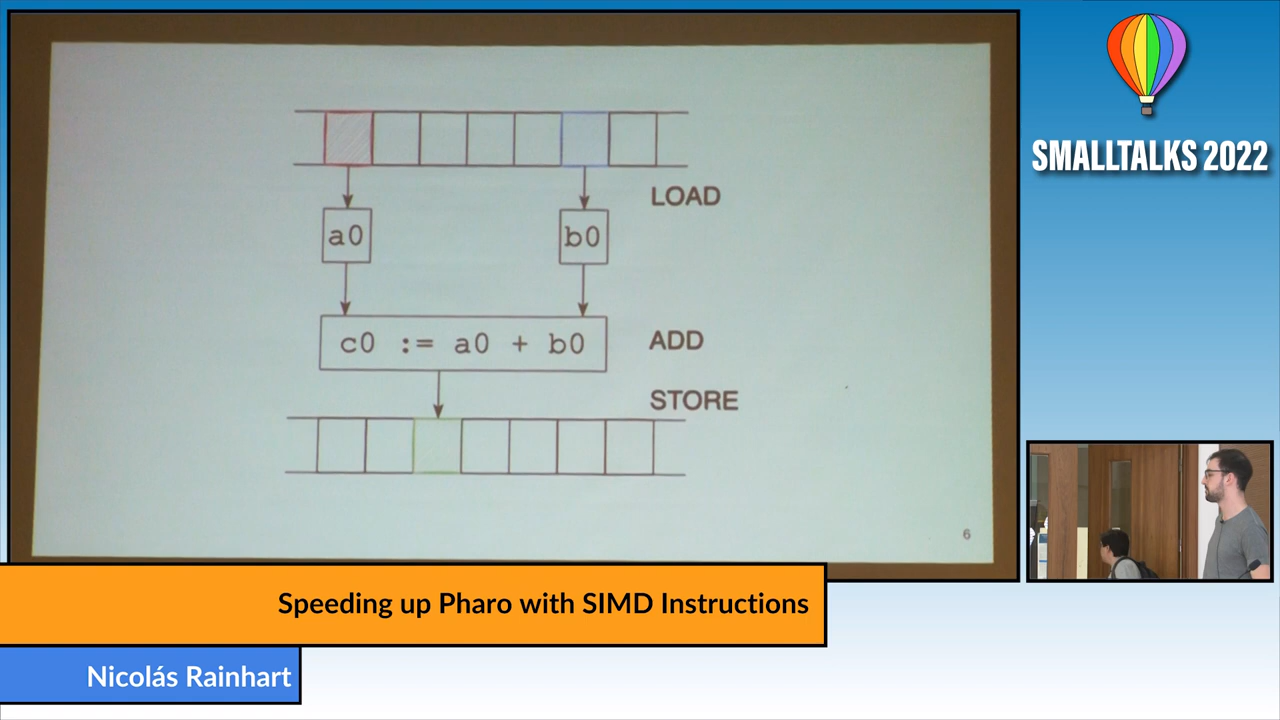 LOAD
a0
b0
c0 := a0 + b0
ADD
STORE
6
SMALLTALKS 2022
Speeding up Pharo with SIMD Instructions
Nicolás Rainhart